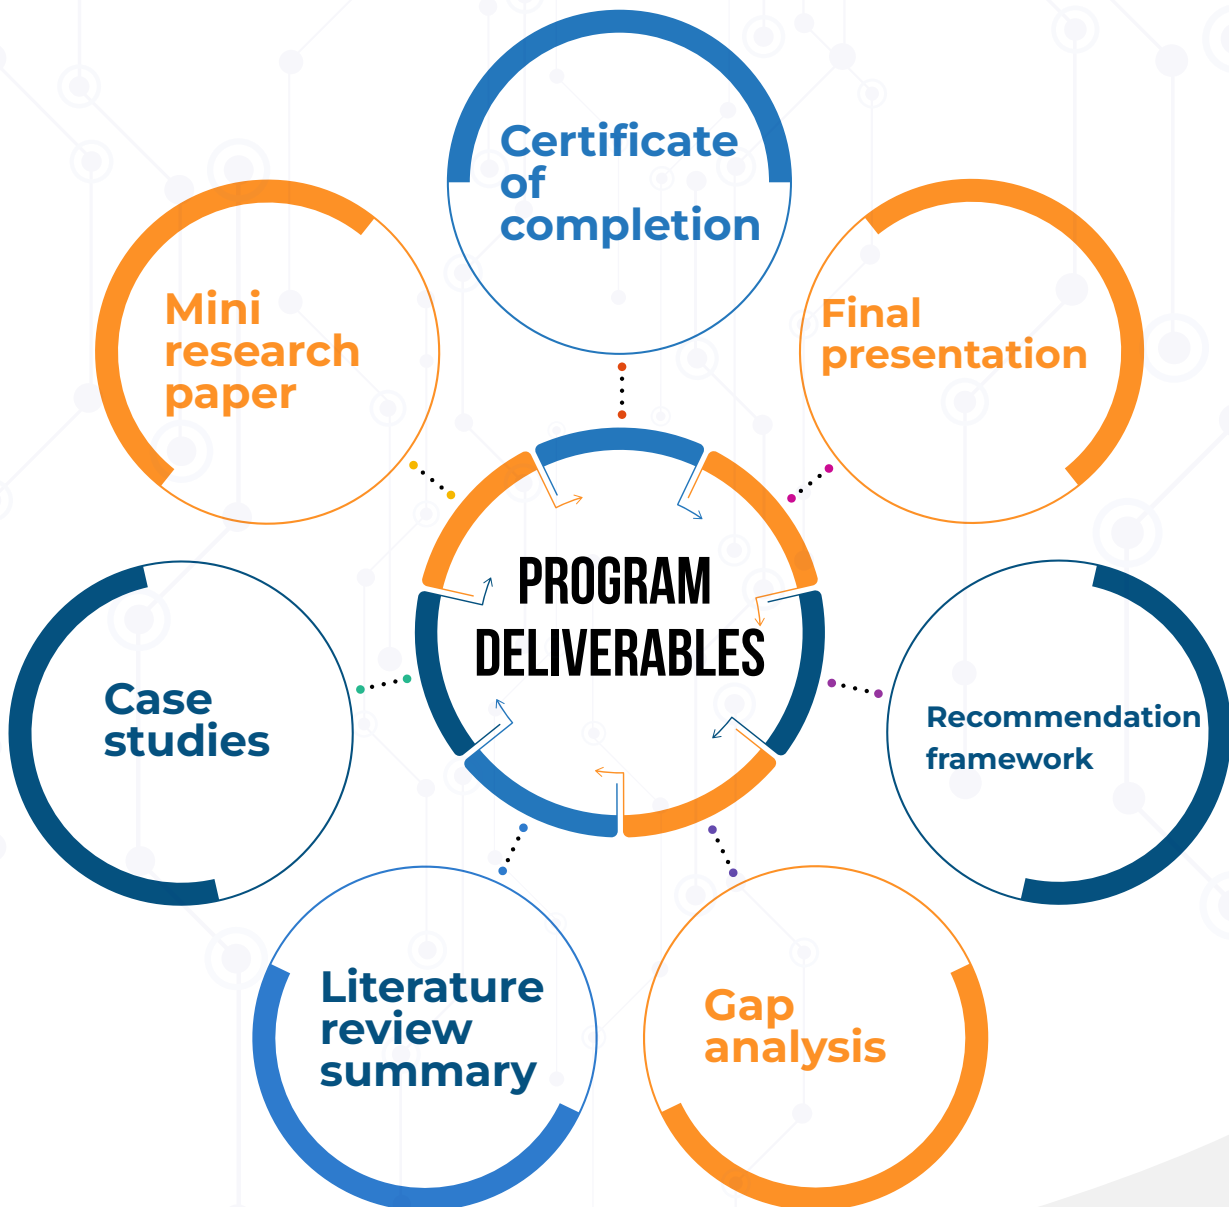 Certificate
of
completion
Mini
research
paper
Final
presentation
PROGRAM
DELIVERABLES
Case
studies
Recommendation
framework
Literature
review
summary
Gap
analysis